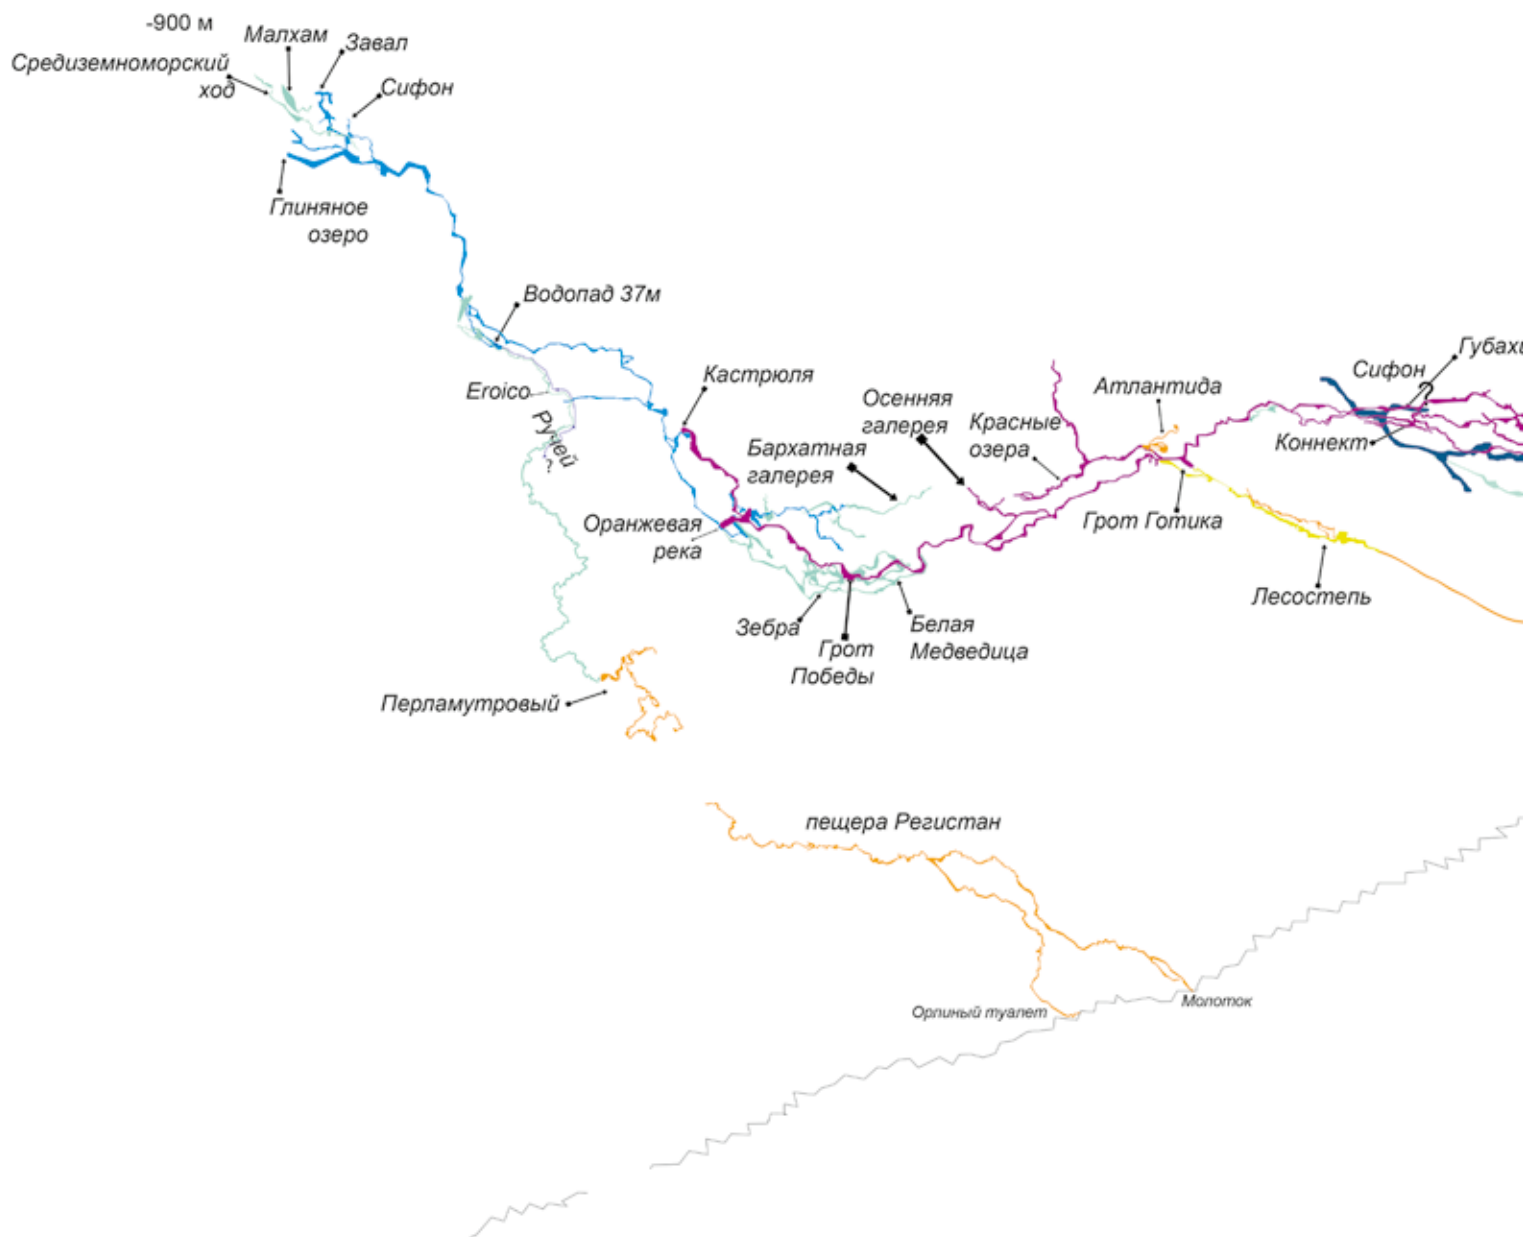 -900 м
Малхам
Завал
Средиземноморский
ход
Сифон
Глиняное
озеро
Водопад 37м
Eroico
Ручей
Кастрюля
Осенняя
галерея
Бархатная
галерея
Красные
озера
Атлантида
Сифон
Губахи
Коннект
Оранжевая
река
Грот Готика
Лесостепь
Зебра
Грот
Победы
Белая
Медведица
Перламутровый
?
пещера Регистан
Орлиный туалет
Молоток